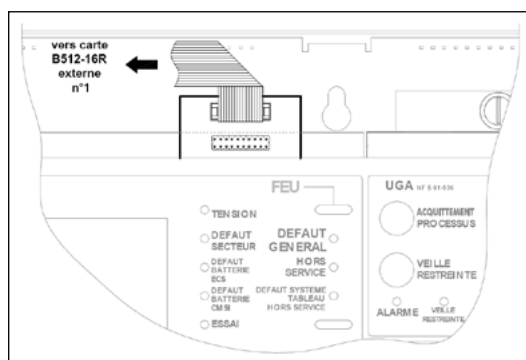 vers carte
B512-16R
externe
n°1
FEU
TENSION
DEFAUT
SECTEUR
DEFAUT
BATTERIE
ECS
DEFAUT
BATTERIE
CMSI
ESSAI
DEFAUT
GENERAL
HORS
SERVICE
DEFAUT SYSTEME
TABLEAU
HORS SERVICE
UGA NF S 61-936
ACQUITTEMENT
PROCESSUS
VEILLE
RESTREINTE
ALARME
VEILLE
RESTREINTE